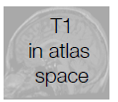 T1
in atlas
space